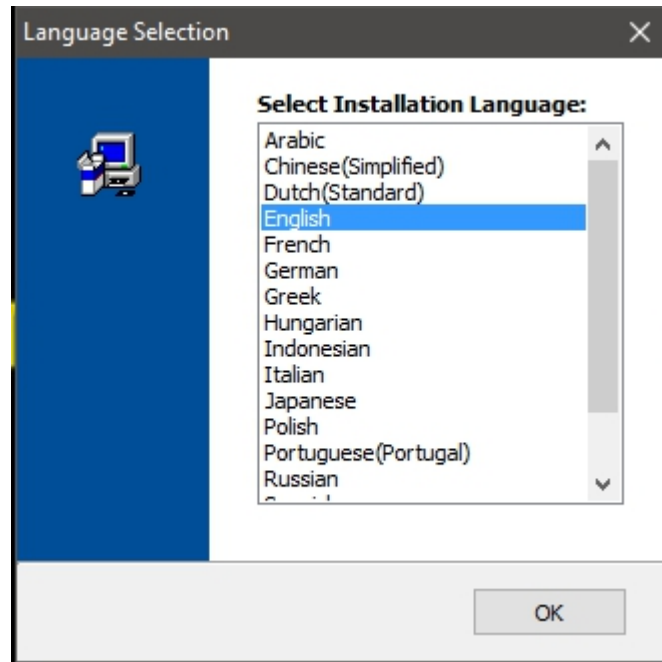 Language Selection
Select Installation Language:
Arabic
Chinese(Simplified)
Dutch(Standard)
English
French
German
Greek
Hungarian
Indonesian
Italian
Japanese
Polish
Portuguese(Portugal)
Russian
OK